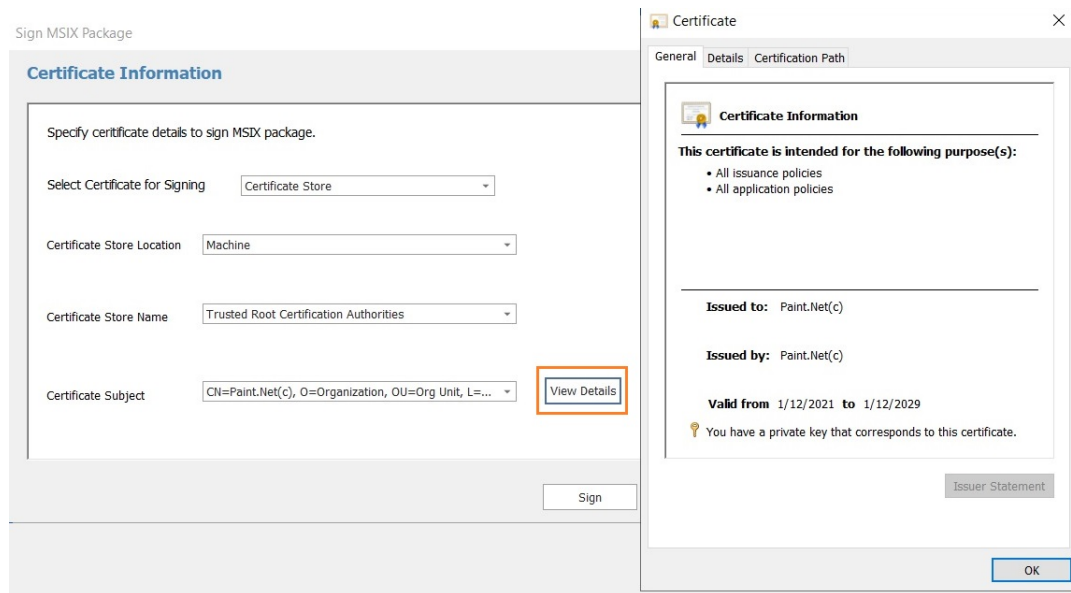 Sign MSIX Package
Certificate Information
Specify ceritificate details to sign MSIX package.
Select Certificate for Signing
Certificate Store
Certificate Store Location
Machine
Certificate Store Name
Trusted Root Certification Authorities
Certificate Subject
CN=Paint.Net(c), O=Organization, OU=Org Unit, L=...
View Details
Sign
Certificate
General Details Certification Path
Certificate Information
This certificate is intended for the following purpose(s):
• All issuance policies
• All application policies
Issued to: Paint.Net(c)
Issued by: Paint.Net(c)
Valid from 1/12/2021 to 1/12/2029
You have a private key that corresponds to this certificate.
Issuer Statement
OK